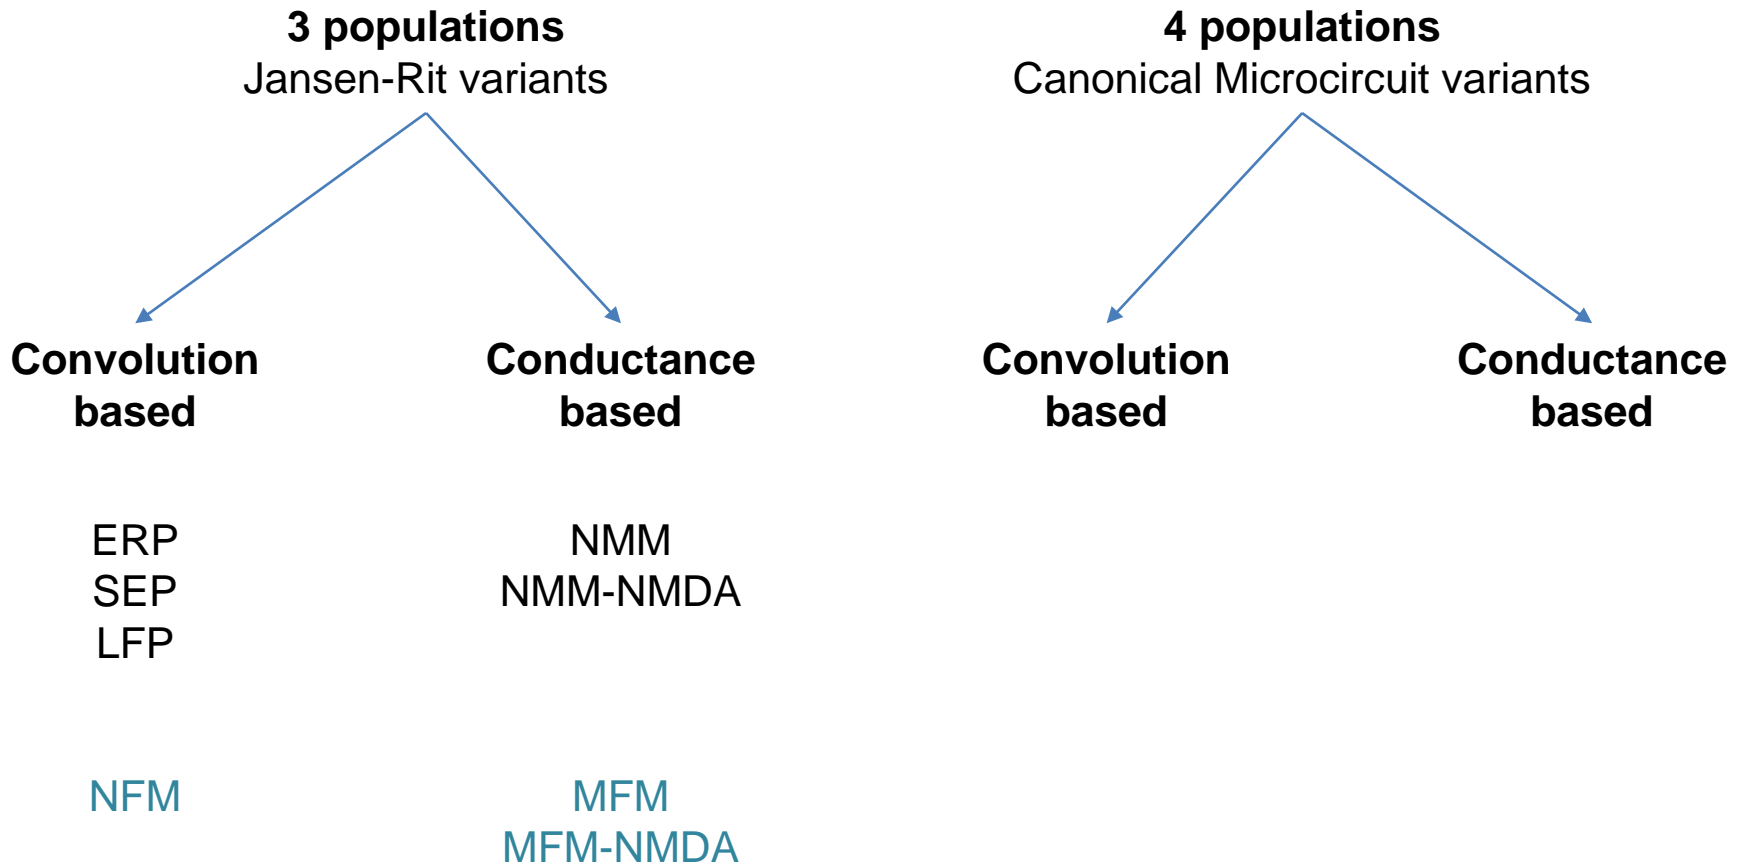 3 populations
Jansen-Rit variants
4 populations
Canonical Microcircuit variants
Convolution
based
Conductance
based
Convolution
based
Conductance
based
ERP
SEP
LFP
NMM
NMM-NMDA
NFM
MFM
MFM-NMDA